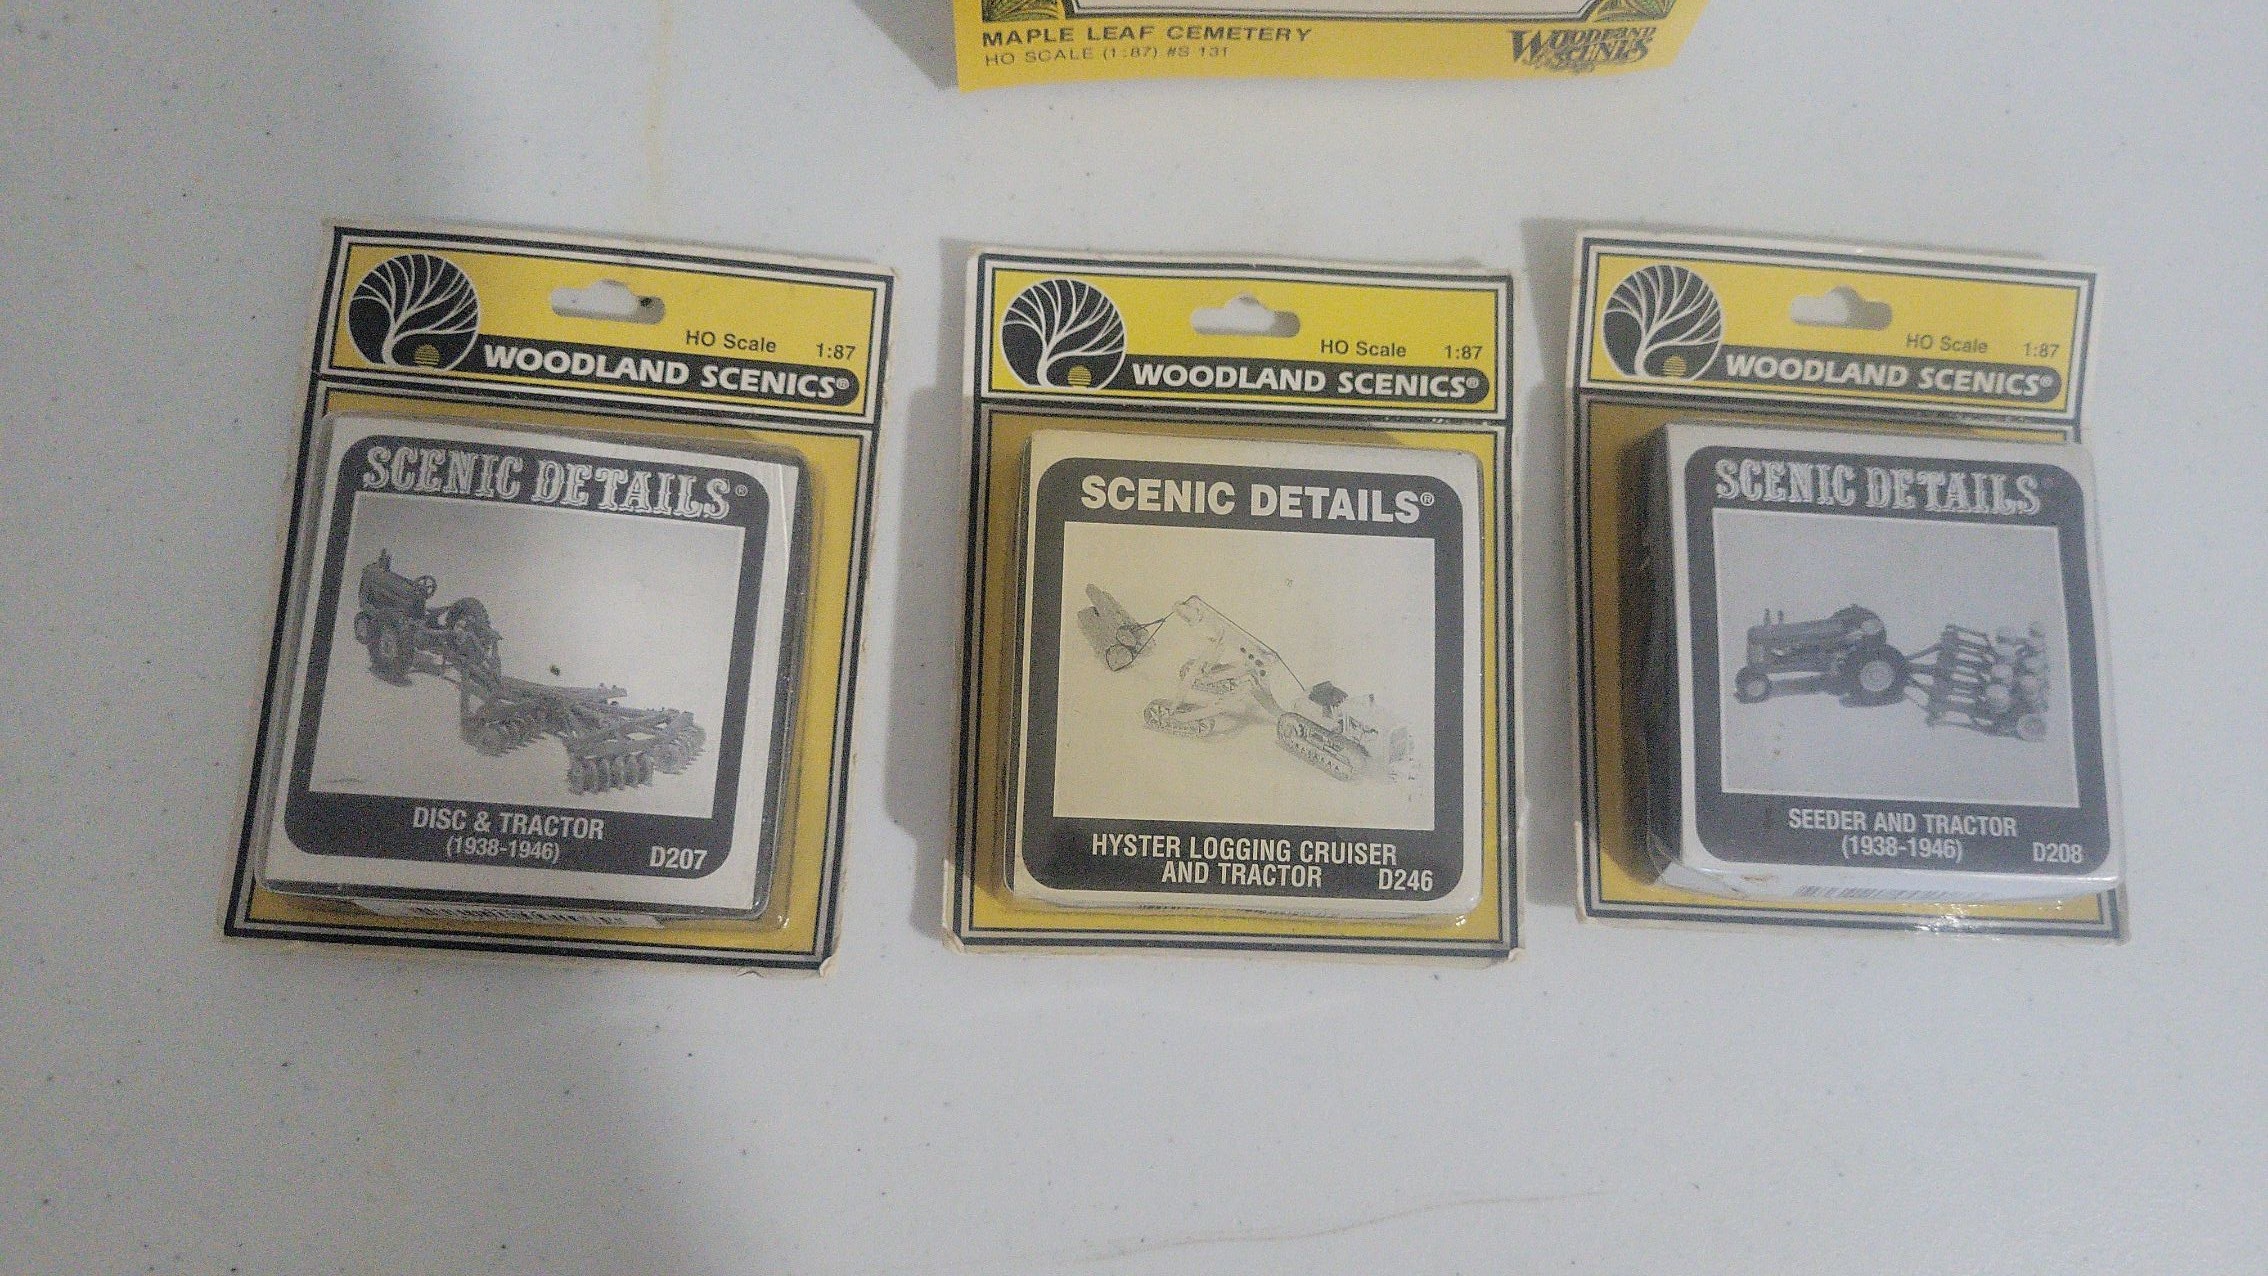 MAPLE LEAF CEMETERY
HO SCALE (1:87) #S 131
WOODLAND SCENICS
HO Scale 1:87
WOODLAND SCENICS®
SCENIC DETAILS®
DISC & TRACTOR
(1938-1946) D207
HO Scale 1:87
WOODLAND SCENICS®
SCENIC DETAILS®
HYSTER LOGGING CRUISER
AND TRACTOR D246
HO Scale 1:87
WOODLAND SCENICS®
SCENIC DETAILS®
SEEDER AND TRACTOR
(1938-1946) D208